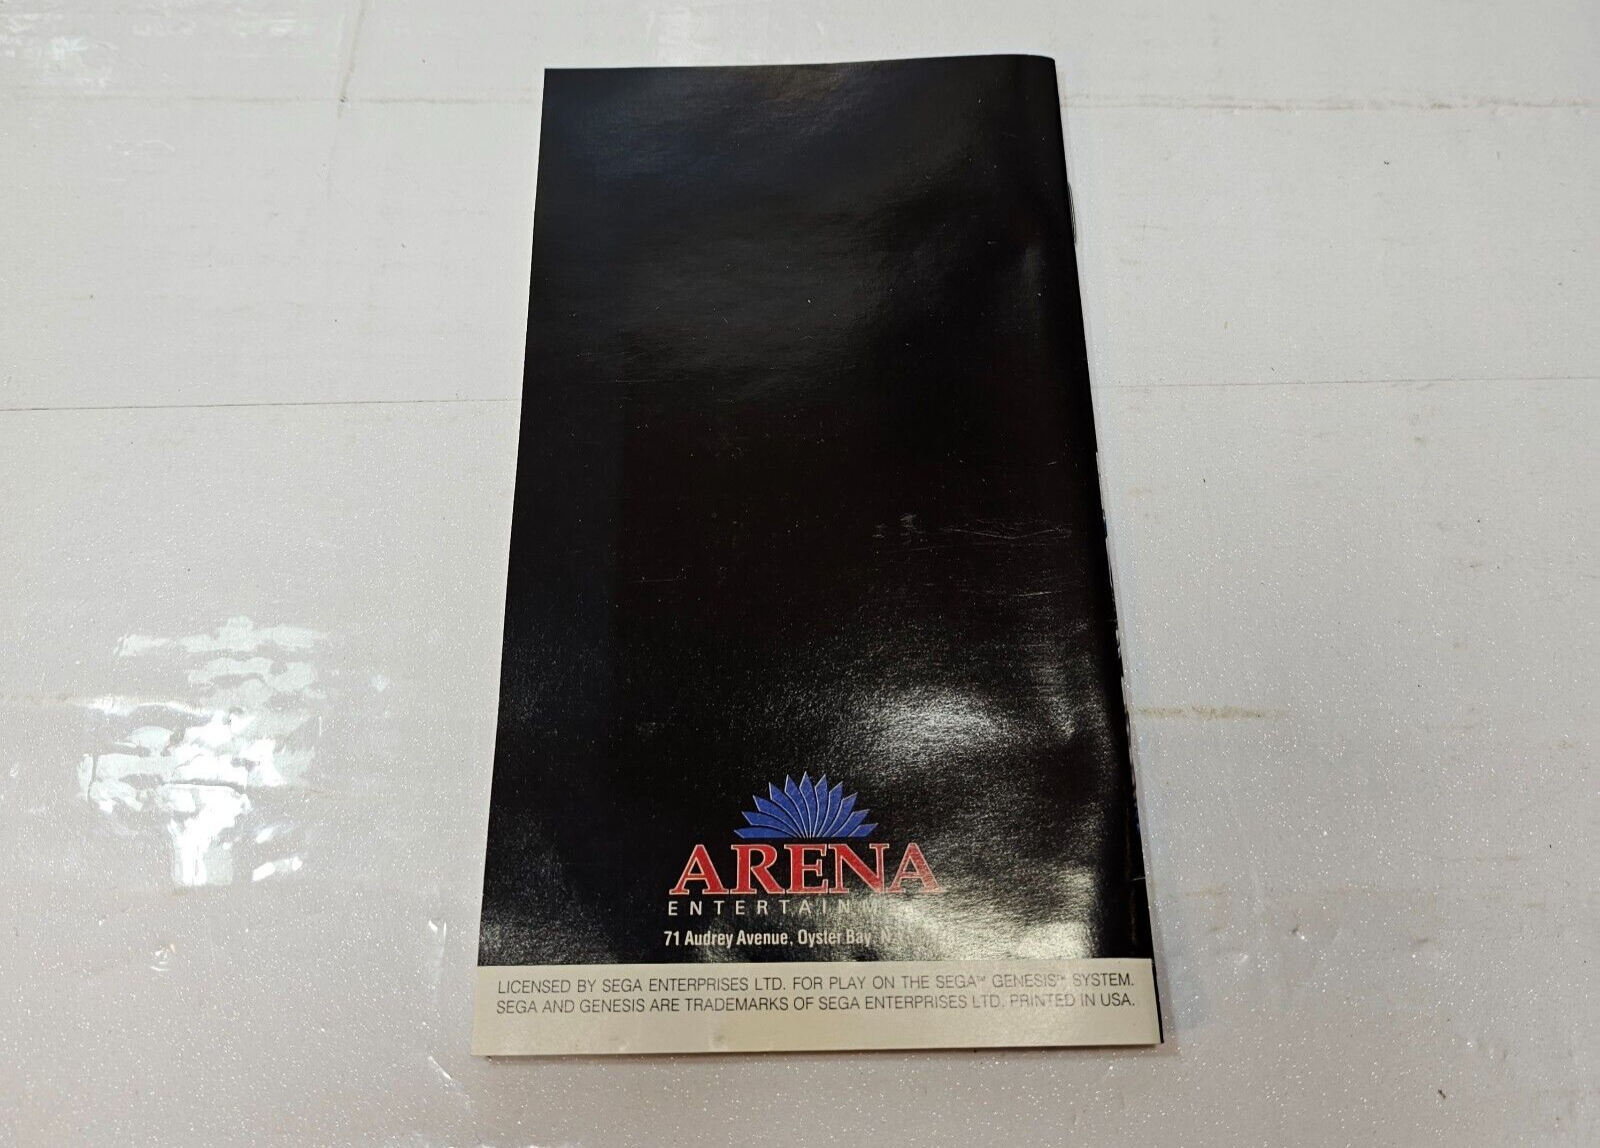 ARENA
ENTERTAINM
71 Audrey Avenue, Oyster Bay, N.Y.
LICENSED BY SEGA ENTERPRISES LTD. FOR PLAY ON THE SEGA™ GENESIS™ SYSTEM.
SEGA AND GENESIS ARE TRADEMARKS OF SEGA ENTERPRISES LTD. PRINTED IN USA.